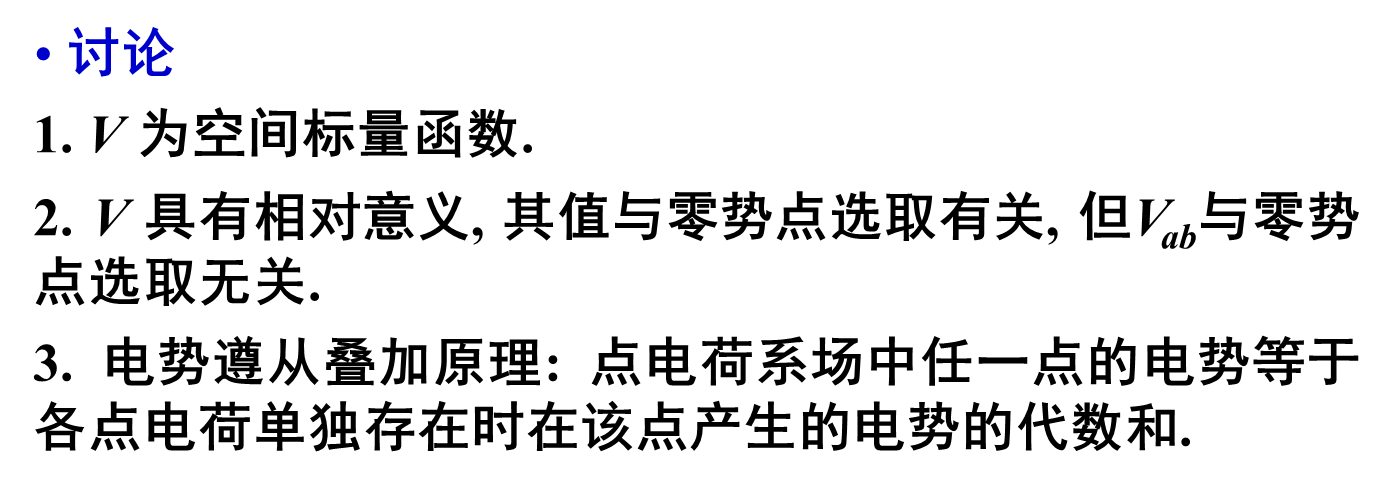 • 讨论
1. V 为空间标量函数.
2. V 具有相对意义, 其值与零势点选取有关, 但Vab与零势
点选取无关.
3. 电势遵从叠加原理: 点电荷系场中任一点的电势等于
各点电荷单独存在时在该点产生的电势的代数和.